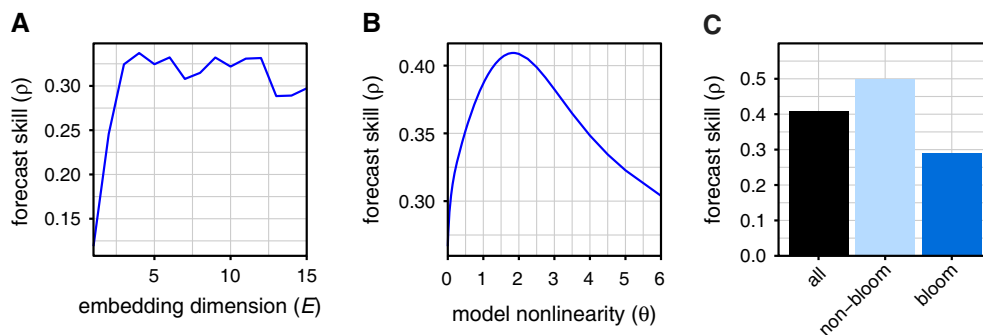 A
forecast skill (ρ)
0.30
0.25
0.20
0.15
5
10
15
embedding dimension (E)
B
forecast skill (ρ)
0.40
0.35
0.30
0
1
2
3
4
5
6
model nonlinearity (θ)
C
forecast skill (ρ)
0.5
0.4
0.3
0.2
0.1
0.0
all
non−bloom
bloom